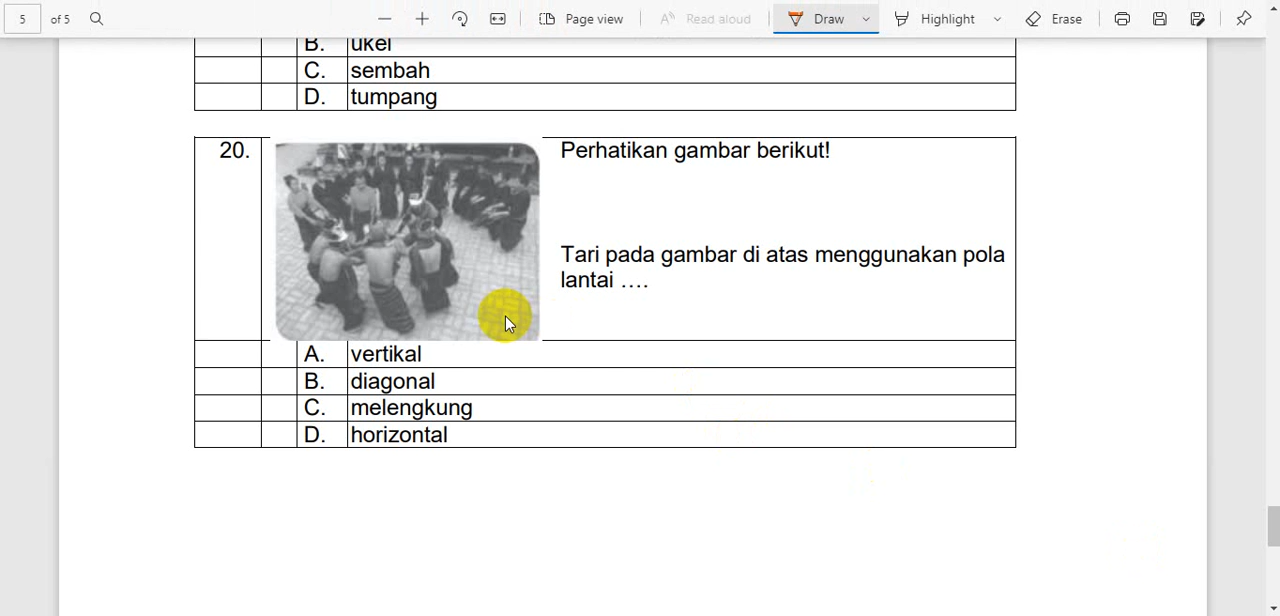 5 of 5 Page view Read aloud Draw Highlight Erase
B. ukel
C. sembah
D. tumpang
20. Perhatikan gambar berikut!
Tari pada gambar di atas menggunakan pola
lantai ….
A. vertikal
B. diagonal
C. melengkung
D. horizontal